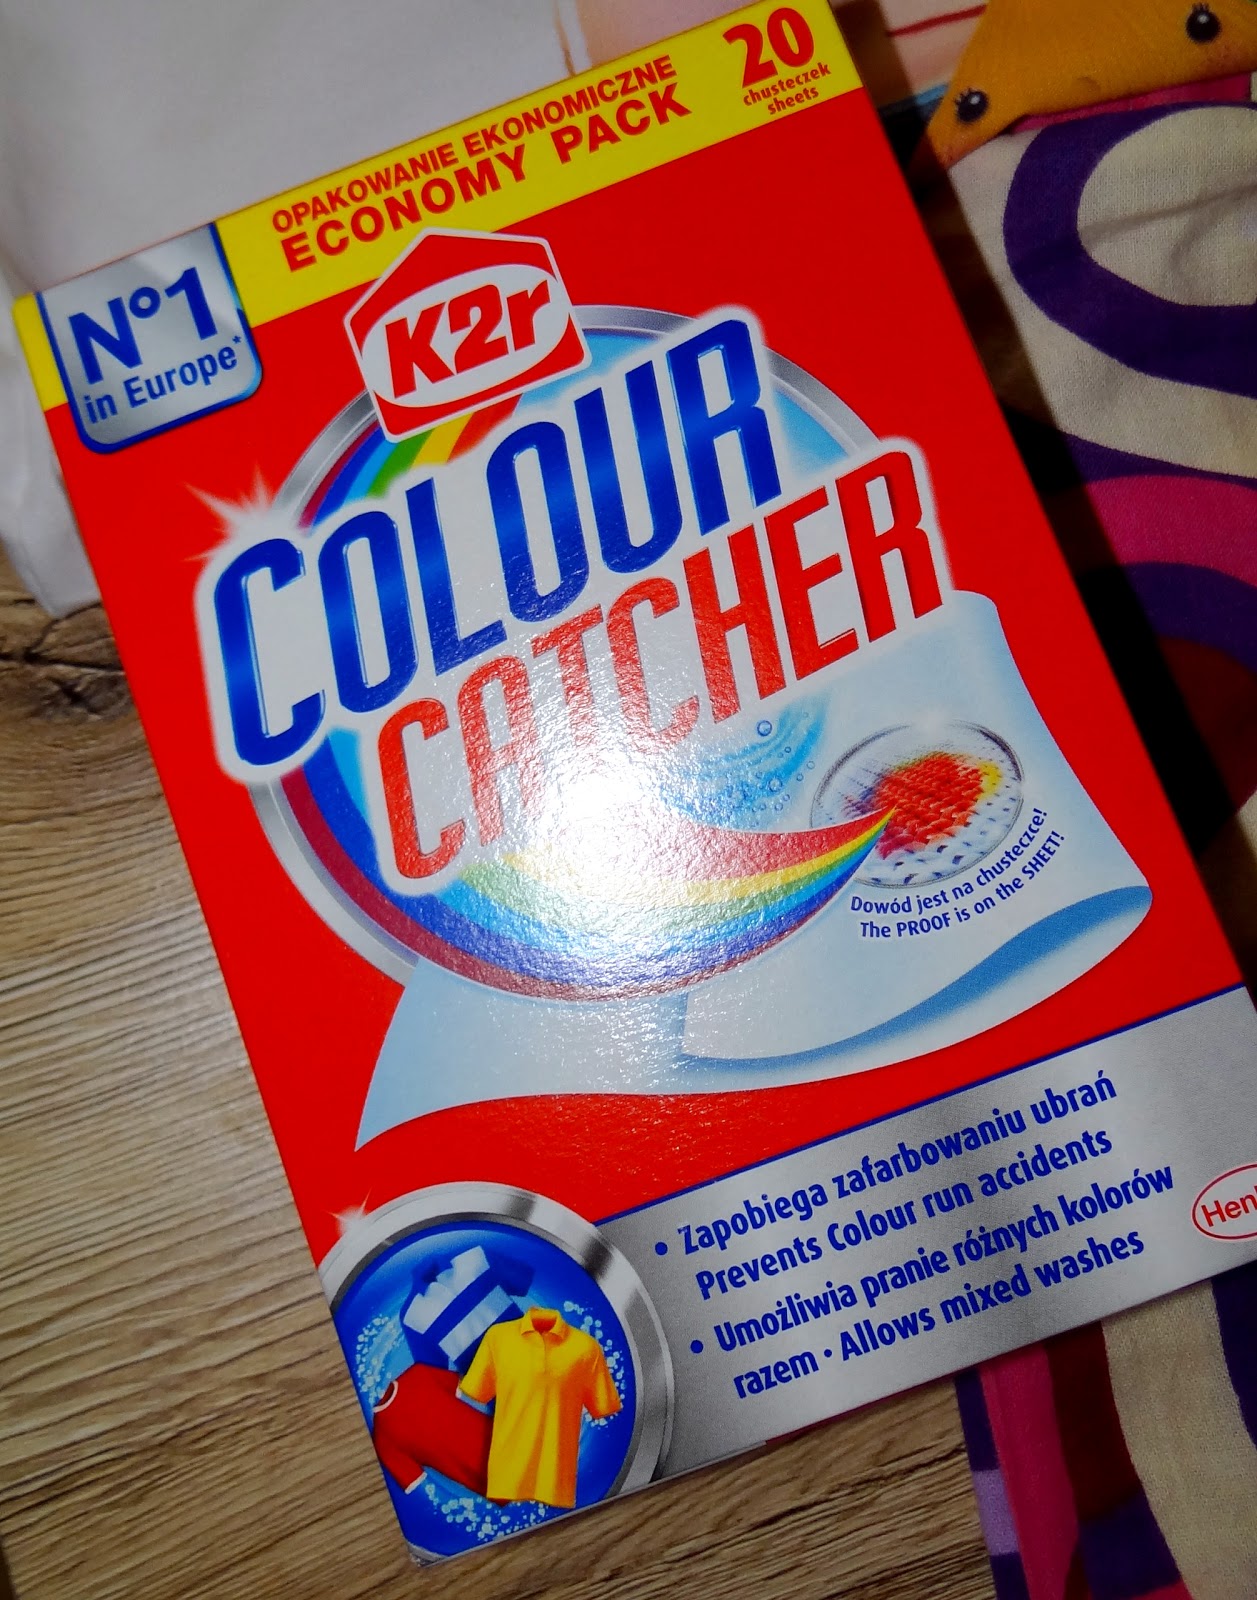 OPAKOWANIE EKONOMICZNE
ECONOMY PACK
20
chusteczek
sheets
Nº1
in Europe*
K2r
COLOUR
CATCHER
Dowód jest na chusteczce!
The PROOF is on the SHEET!
• Zapobiega zafarbowaniu ubrań
Prevents Colour run accidents
• Umożliwia pranie różnych kolorów
razem • Allows mixed washes